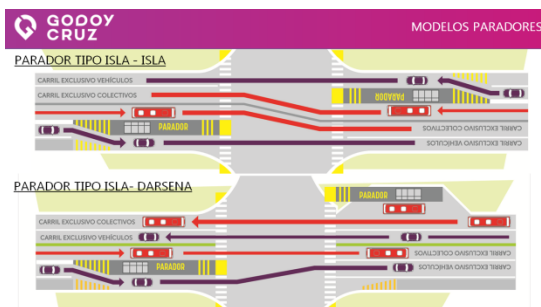 GODOY
CRUZ
MODELOS PARADORES
PARADOR TIPO ISLA - ISLA
CARRIL EXCLUSIVO VEHÍCULOS
CARRIL EXCLUSIVO COLECTIVOS
PARADOR
PARADOR
CARRIL EXCLUSIVO COLECTIVOS
CARRIL EXCLUSIVO VEHICULOS
PARADOR TIPO ISLA- DARSENA
PARADOR
CARRIL EXCLUSIVO COLECTIVOS
CARRIL EXCLUSIVO VEHÍCULOS
CARRIL EXCLUSIVO COLECTIVOS
PARADOR
CARRIL EXCLUSIVO VEHICULOS